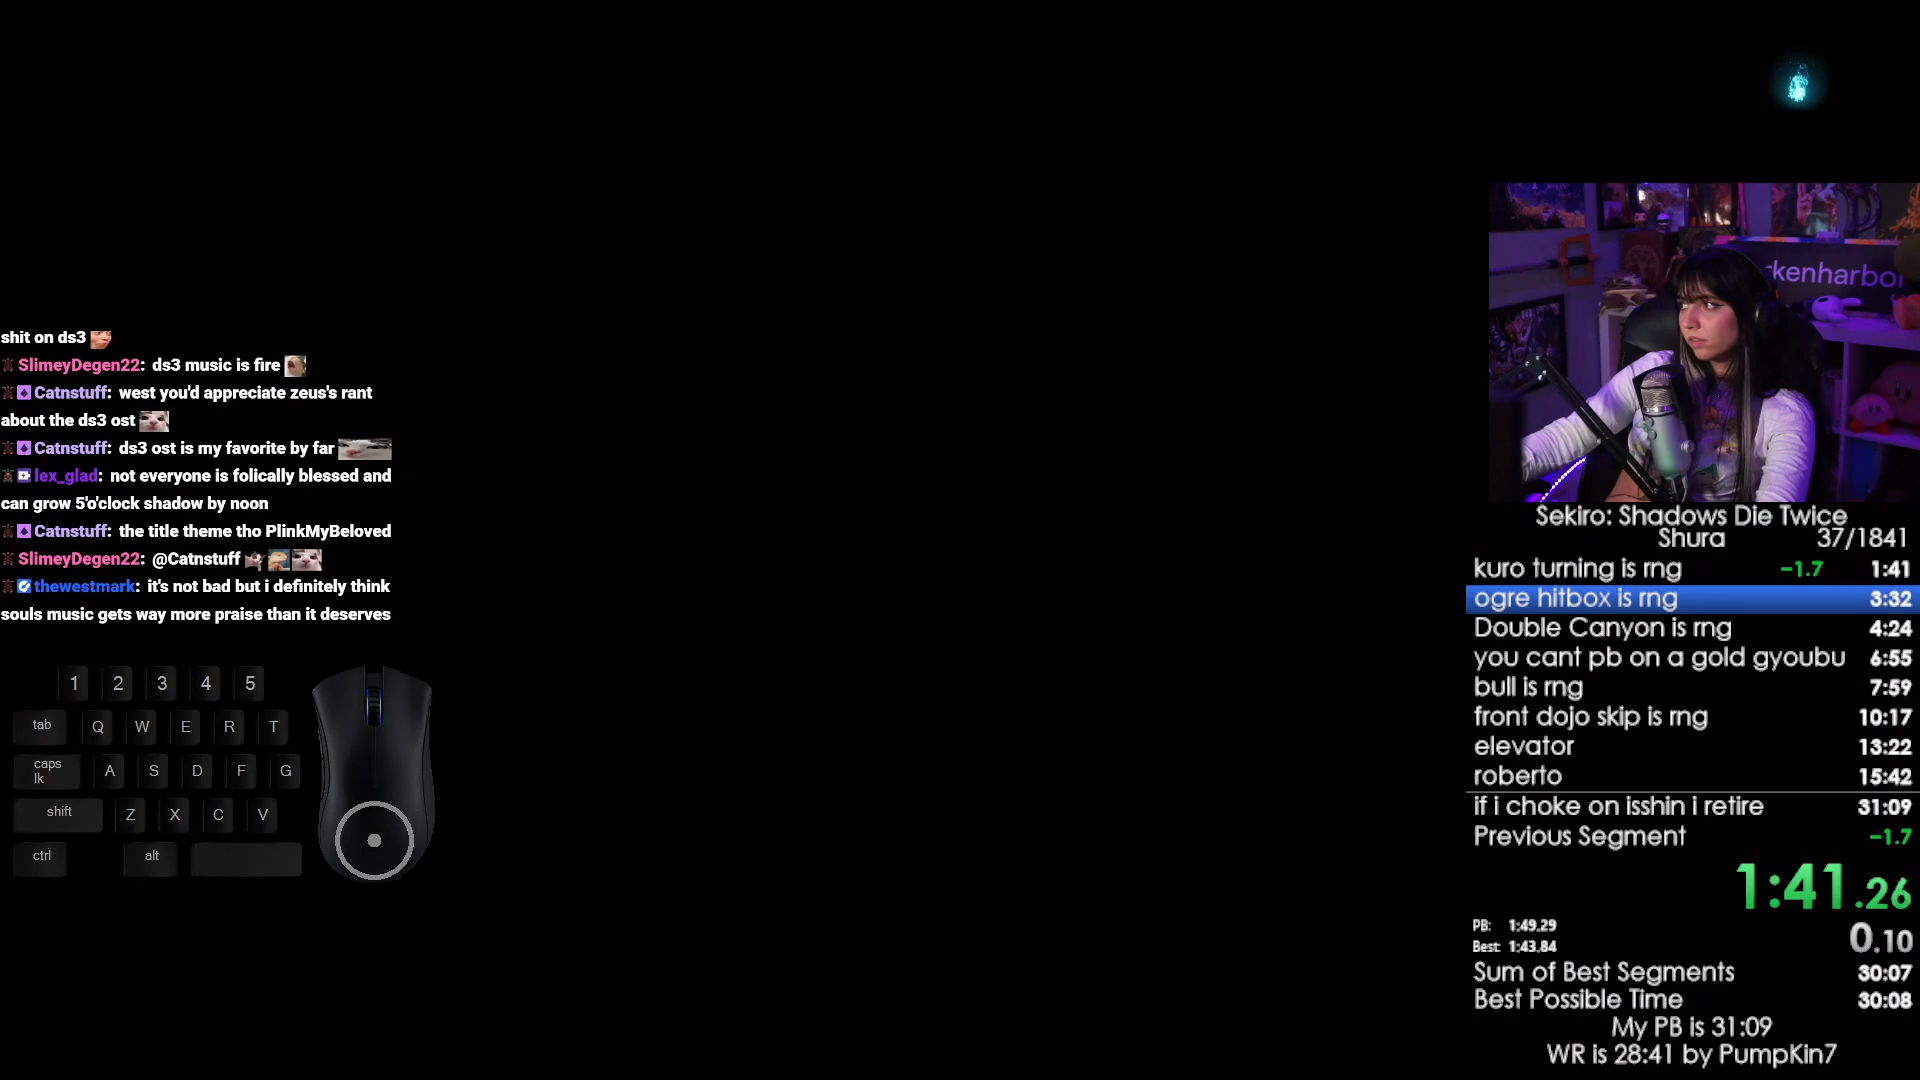 shit on ds3
SlimeyDegen22: ds3 music is fire
Catnstuff: west you'd appreciate zeus's rant
about the ds3 ost
Catnstuff: ds3 ost is my favorite by far
lex_glad: not everyone is folically blessed and
can grow 5'o'clock shadow by noon
Catnstuff: the title theme tho PlinkMyBeloved
SlimeyDegen22: @Catnstuff
thewestmark: it's not bad but i definitely think
souls music gets way more praise than it deserves
1 2 3 4 5
tab Q W E R T
caps
lk A S D F G
shift Z X C V
ctrl alt
rkenharbor
Sekiro: Shadows Die Twice
Shura 37/1841
kuro turning is rng −1.7 1:41
ogre hitbox is rng 3:32
Double Canyon is rng 4:24
you cant pb on a gold gyoubu 6:55
bull is rng 7:59
front dojo skip is rng 10:17
elevator 13:22
roberto 15:42
if i choke on isshin i retire 31:09
Previous Segment −1.7
1:41.26
PB: 1:49.29
Best: 1:43.84
0.10
Sum of Best Segments 30:07
Best Possible Time 30:08
My PB is 31:09
WR is 28:41 by PumpKin7